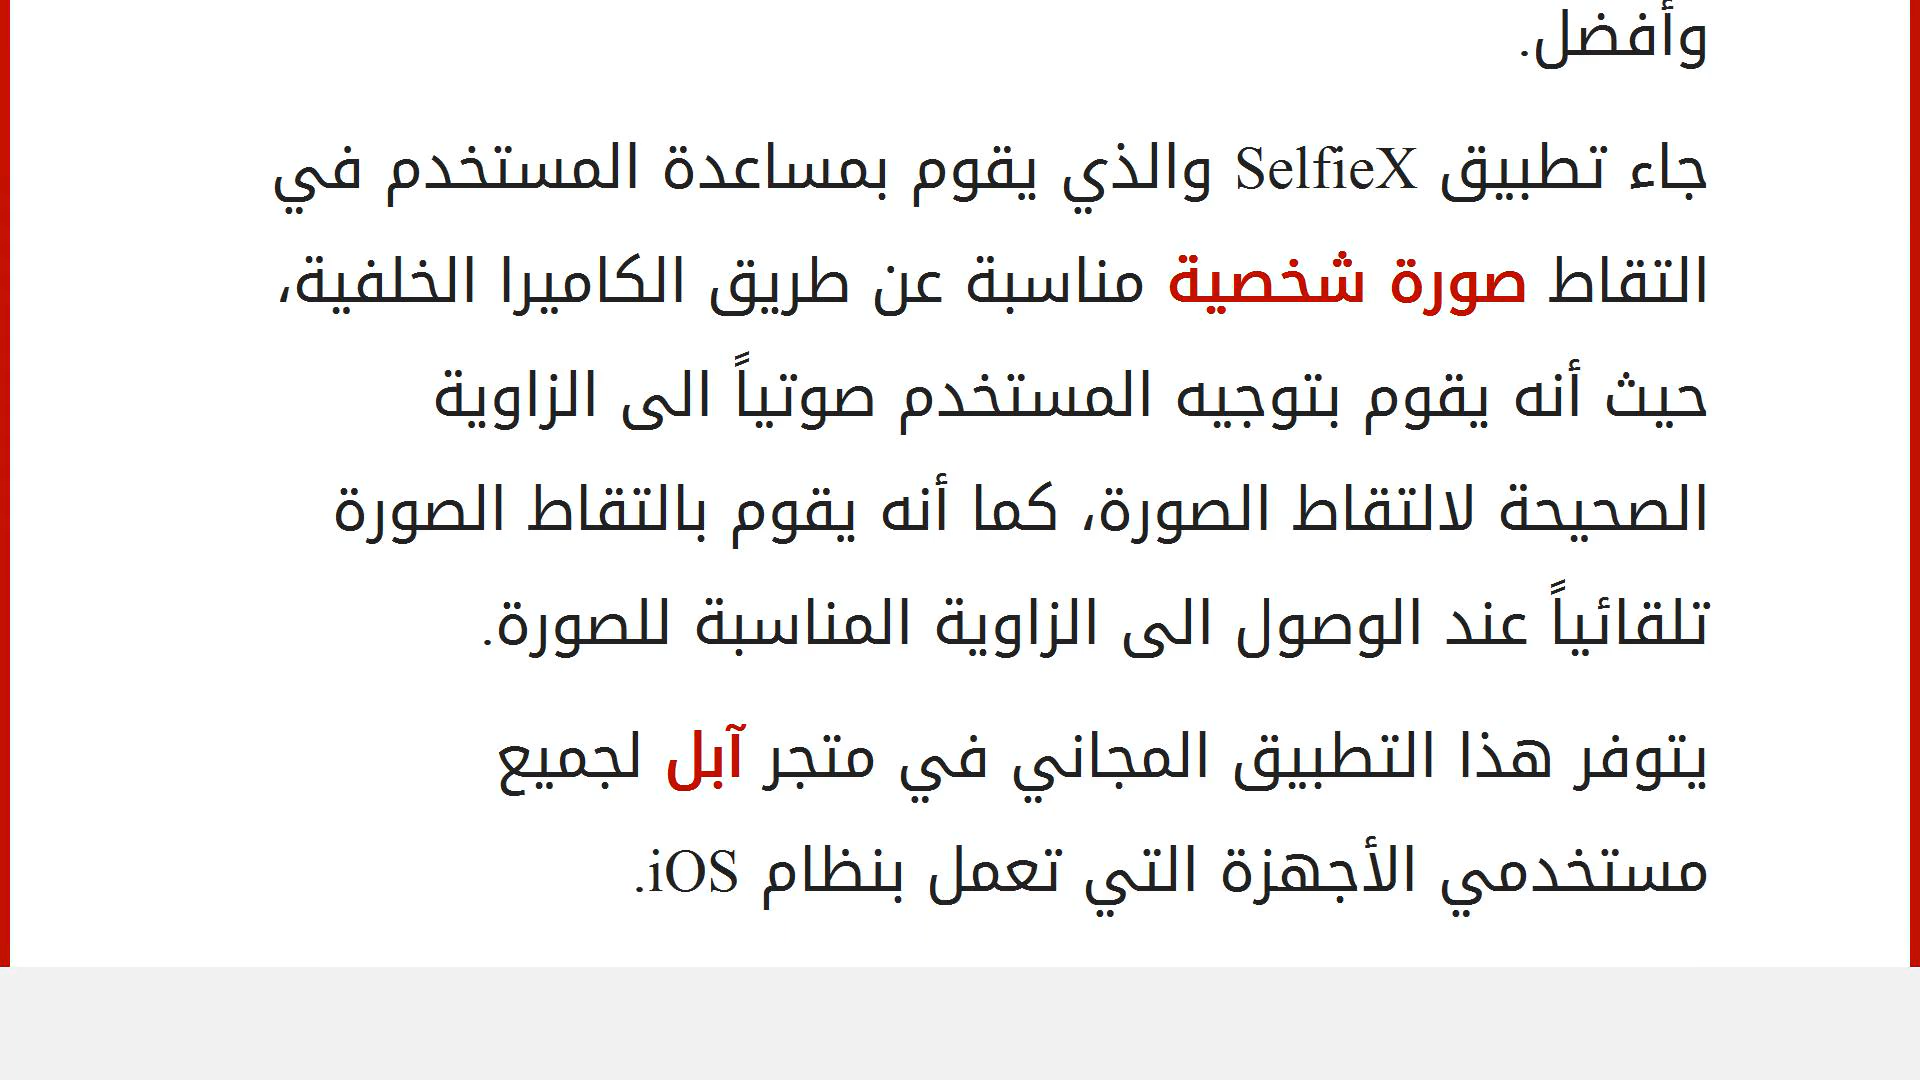 وأفضل.
جاء تطبيق SelfieX والذي يقوم بمساعدة المستخدم في
التقاط صورة شخصية مناسبة عن طريق الكاميرا الخلفية،
حيث أنه يقوم بتوجيه المستخدم صوتياً الى الزاوية
الصحيحة لالتقاط الصورة، كما أنه يقوم بالتقاط الصورة
تلقائياً عند الوصول الى الزاوية المناسبة للصورة.
يتوفر هذا التطبيق المجاني في متجر آبل لجميع
مستخدمي الأجهزة التي تعمل بنظام iOS.